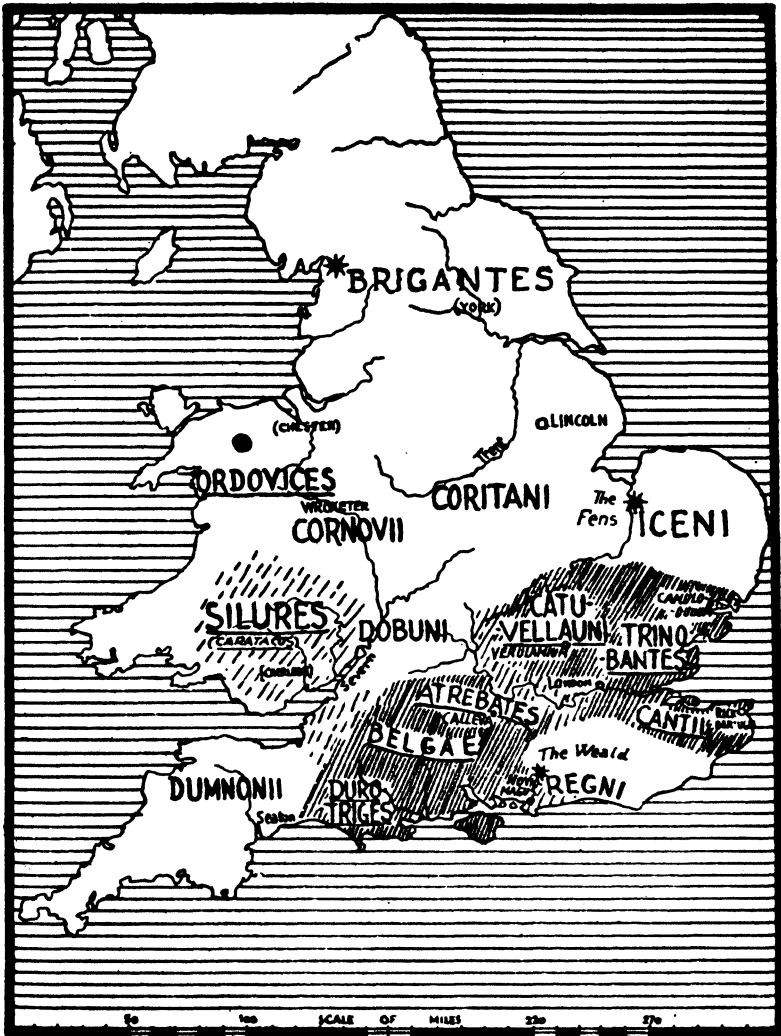 BRIGANTES
(YORK)
(CHESTER)
LINCOLN
Trent
ORDOVICES
WROXETER
CORNOVII
CORITANI
The
Fens
ICENI
SILURES
(CARATACUS)
DOBUNI
Severn
CATU-
VELLAUNI
VERULAMIUM
TRINO
BANTES
London
ATREBATES
(CALLEVA)
BELGAE
CANTII
The Weald
REGNI
DUMNONII
Seaton
DURO
TRIGES
50 100 SCALE OF MILES 220 270